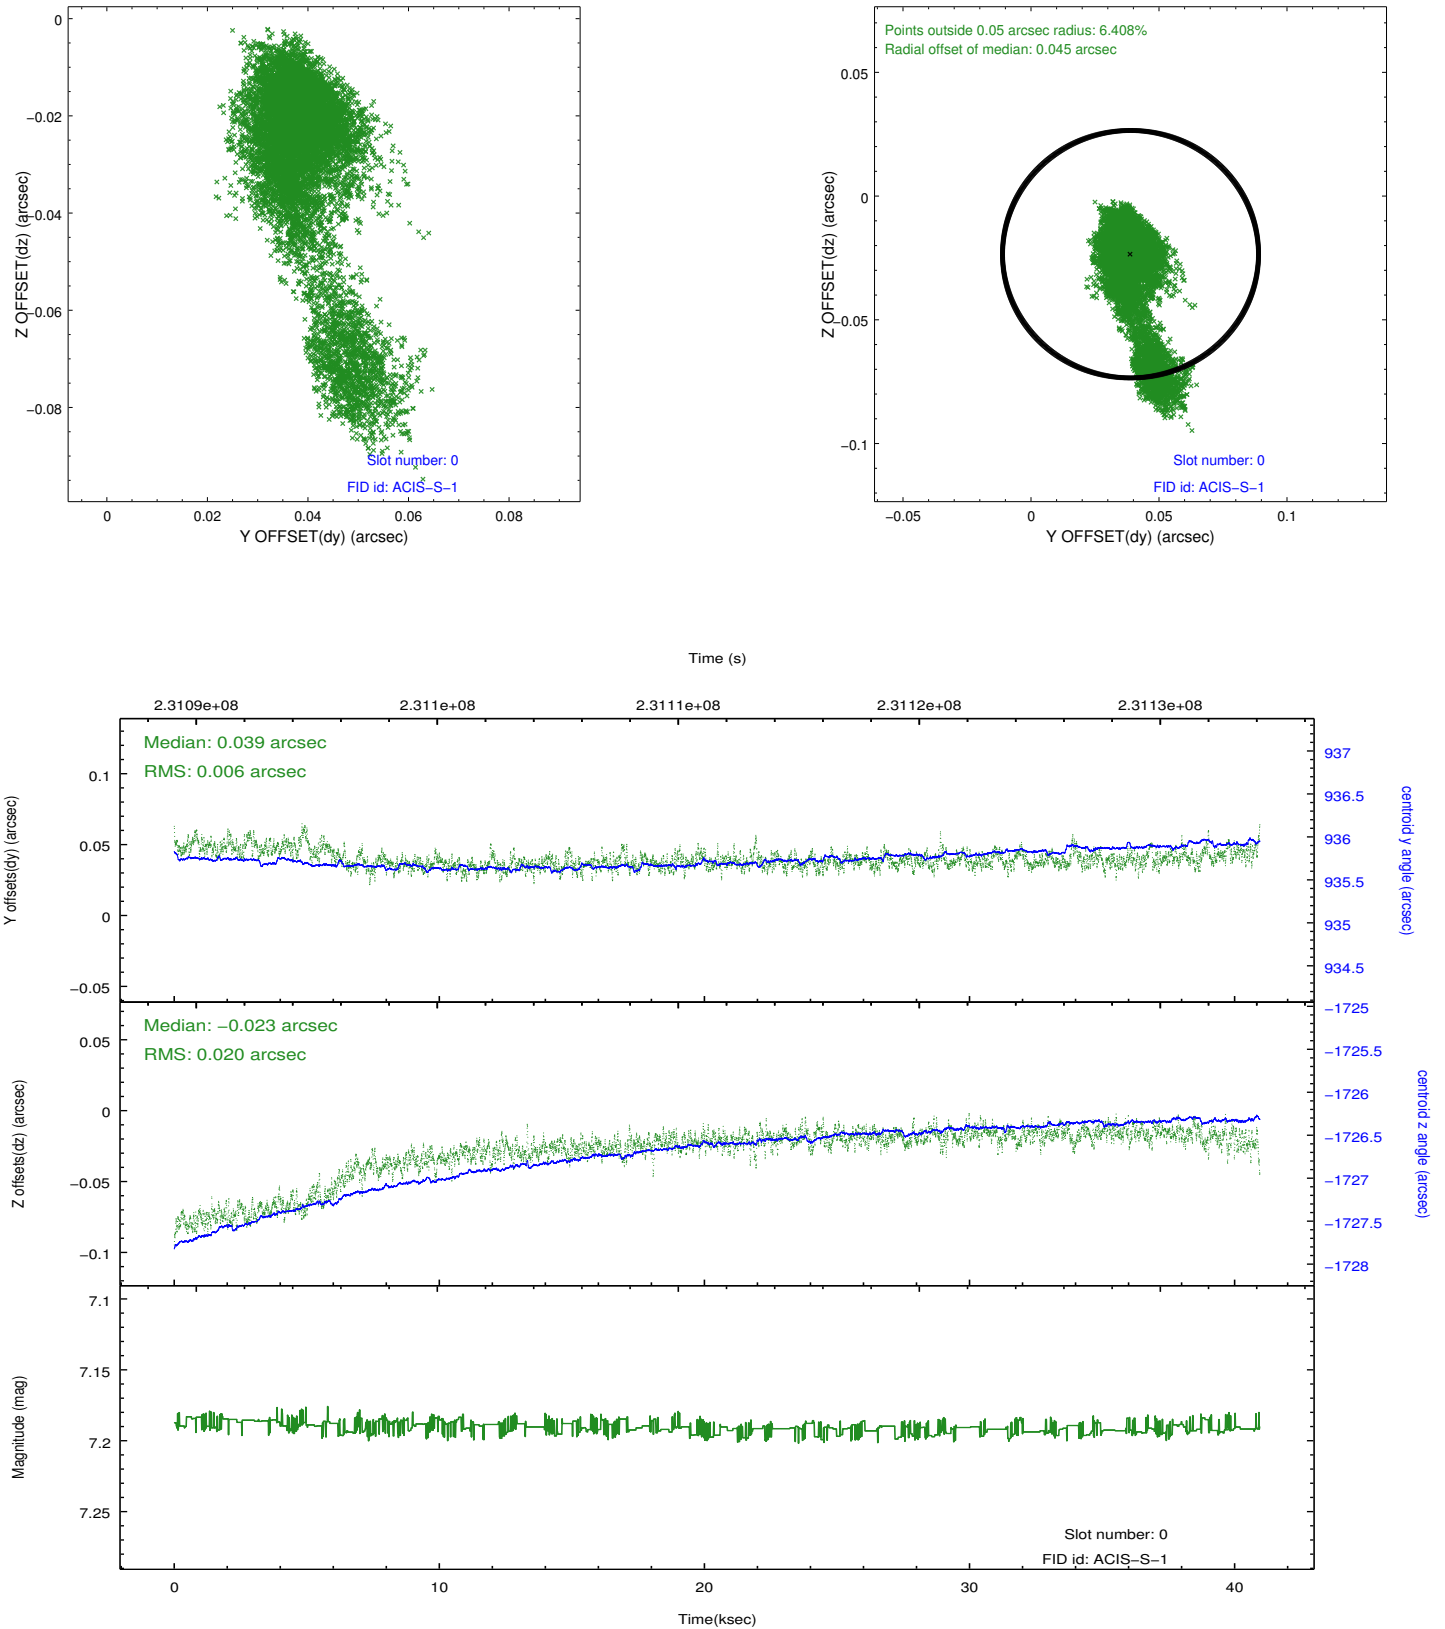 0
−0.02
−0.04
−0.06
−0.08
Z OFFSET(dz) (arcsec)
Slot number: 0
FID id: ACIS−S−1
0
0.02
0.04
0.06
0.08
Y OFFSET(dy) (arcsec)
Points outside 0.05 arcsec radius: 6.408%
Radial offset of median: 0.045 arcsec
0.05
0
−0.05
−0.1
Z OFFSET(dz) (arcsec)
Slot number: 0
FID id: ACIS−S−1
−0.05
0
0.05
0.1
Y OFFSET(dy) (arcsec)
Time (s)
2.3109e+08
2.311e+08
2.3111e+08
2.3112e+08
2.3113e+08
Median: 0.039 arcsec
RMS: 0.006 arcsec
0.1
0.05
0
−0.05
Y offsets(dy) (arcsec)
937
936.5
936
935.5
935
934.5
centroid y angle (arcsec)
Median: −0.023 arcsec
RMS: 0.020 arcsec
0.05
0
−0.05
−0.1
Z offsets(dz) (arcsec)
−1725
−1725.5
−1726
−1726.5
−1727
−1727.5
−1728
centroid z angle (arcsec)
7.1
7.15
7.2
7.25
Magnitude (mag)
Slot number: 0
FID id: ACIS−S−1
0
10
20
30
40
Time(ksec)